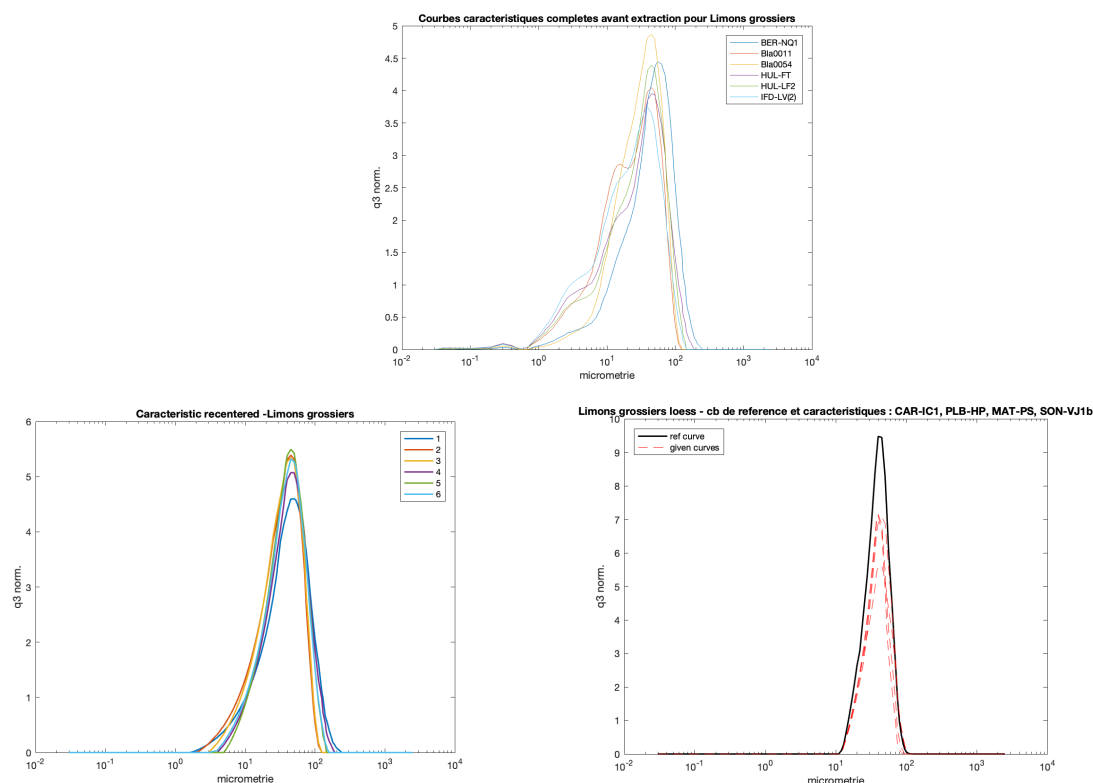 Courbes caracteristiques completes avant extraction pour Limons grossiers
5
4.5
4
3.5
3
2.5
2
1.5
1
0.5
0
q3 norm.
BER-NQ1
Bla0011
Bla0054
HUL-FT
HUL-LF2
IFD-LV(2)
10-2 10-1 100 101 102 103 104
micrometrie
Caracteristic recentered -Limons grossiers
6
5
4
3
2
1
0
q3 norm.
1
2
3
4
5
6
10-2 10-1 100 101 102 103 104
micrometrie
Limons grossiers loess - cb de reference et caracteristiques : CAR-IC1, PLB-HP, MAT-PS, SON-VJ1b
10
9
8
7
6
5
4
3
2
1
0
q3 norm.
ref curve
given curves
10-2 10-1 100 101 102 103 104
micrometrie